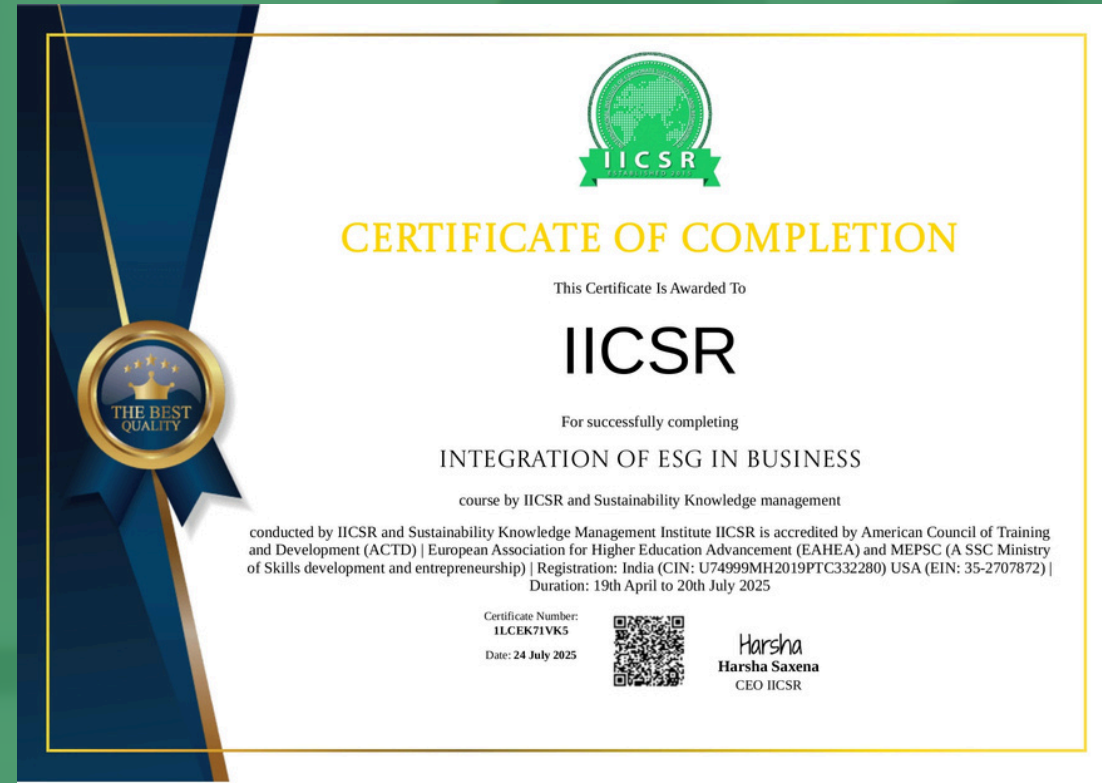 IICSR
CERTIFICATE OF COMPLETION
This Certificate Is Awarded To
IICSR
THE BEST
QUALITY
For successfully completing
INTEGRATION OF ESG IN BUSINESS
course by IICSR and Sustainability Knowledge management
conducted by IICSR and Sustainability Knowledge Management Institute IICSR is accredited by American Council of Training
and Development (ACTD) | European Association for Higher Education Advancement (EAHEA) and MEPSC (A SSC Ministry
of Skills development and entrepreneurship) | Registration: India (CIN: U74999MH2019PTC332280) USA (EIN: 35-2707872) |
Duration: 19th April to 20th July 2025
Certificate Number:
1LCEK71VK5
Date: 24 July 2025
Harsha
Harsha Saxena
CEO IICSR